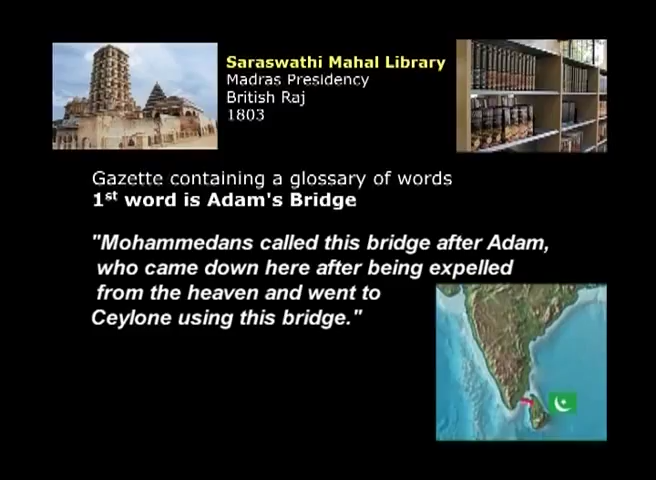 Saraswathi Mahal Library
Madras Presidency
British Raj
1803
Gazette containing a glossary of words
1st word is Adam's Bridge
"Mohammedans called this bridge after Adam,
who came down here after being expelled
from the heaven and went to
Ceylone using this bridge."